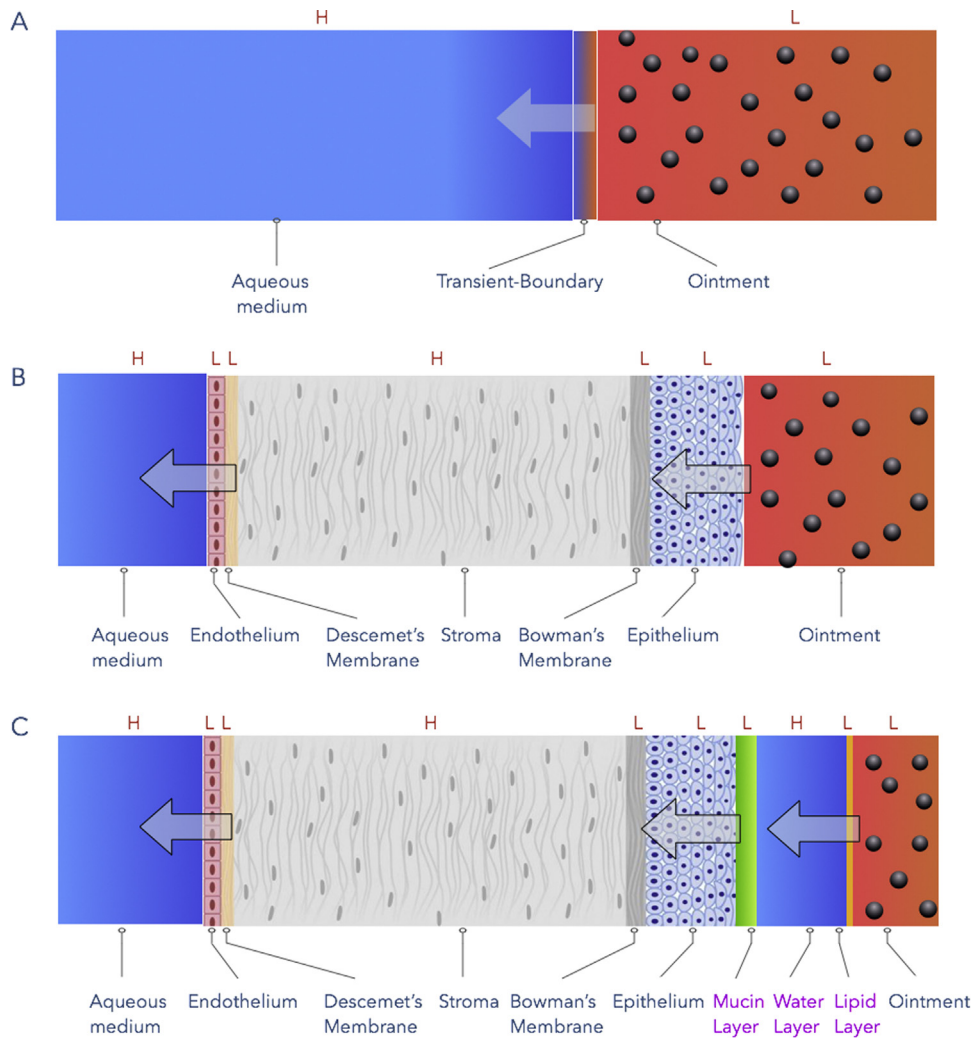 A
H L
Aqueous
medium
Transient-Boundary
Ointment
B
H L L H L L L
Aqueous
medium
Endothelium
Descemet's
Membrane
Stroma
Bowman's
Membrane
Epithelium
Ointment
C
H L L H L L L H L L
Aqueous
medium
Endothelium
Descemet's
Membrane
Stroma
Bowman's
Membrane
Epithelium
Mucin
Layer
Water
Layer
Lipid
Layer
Ointment